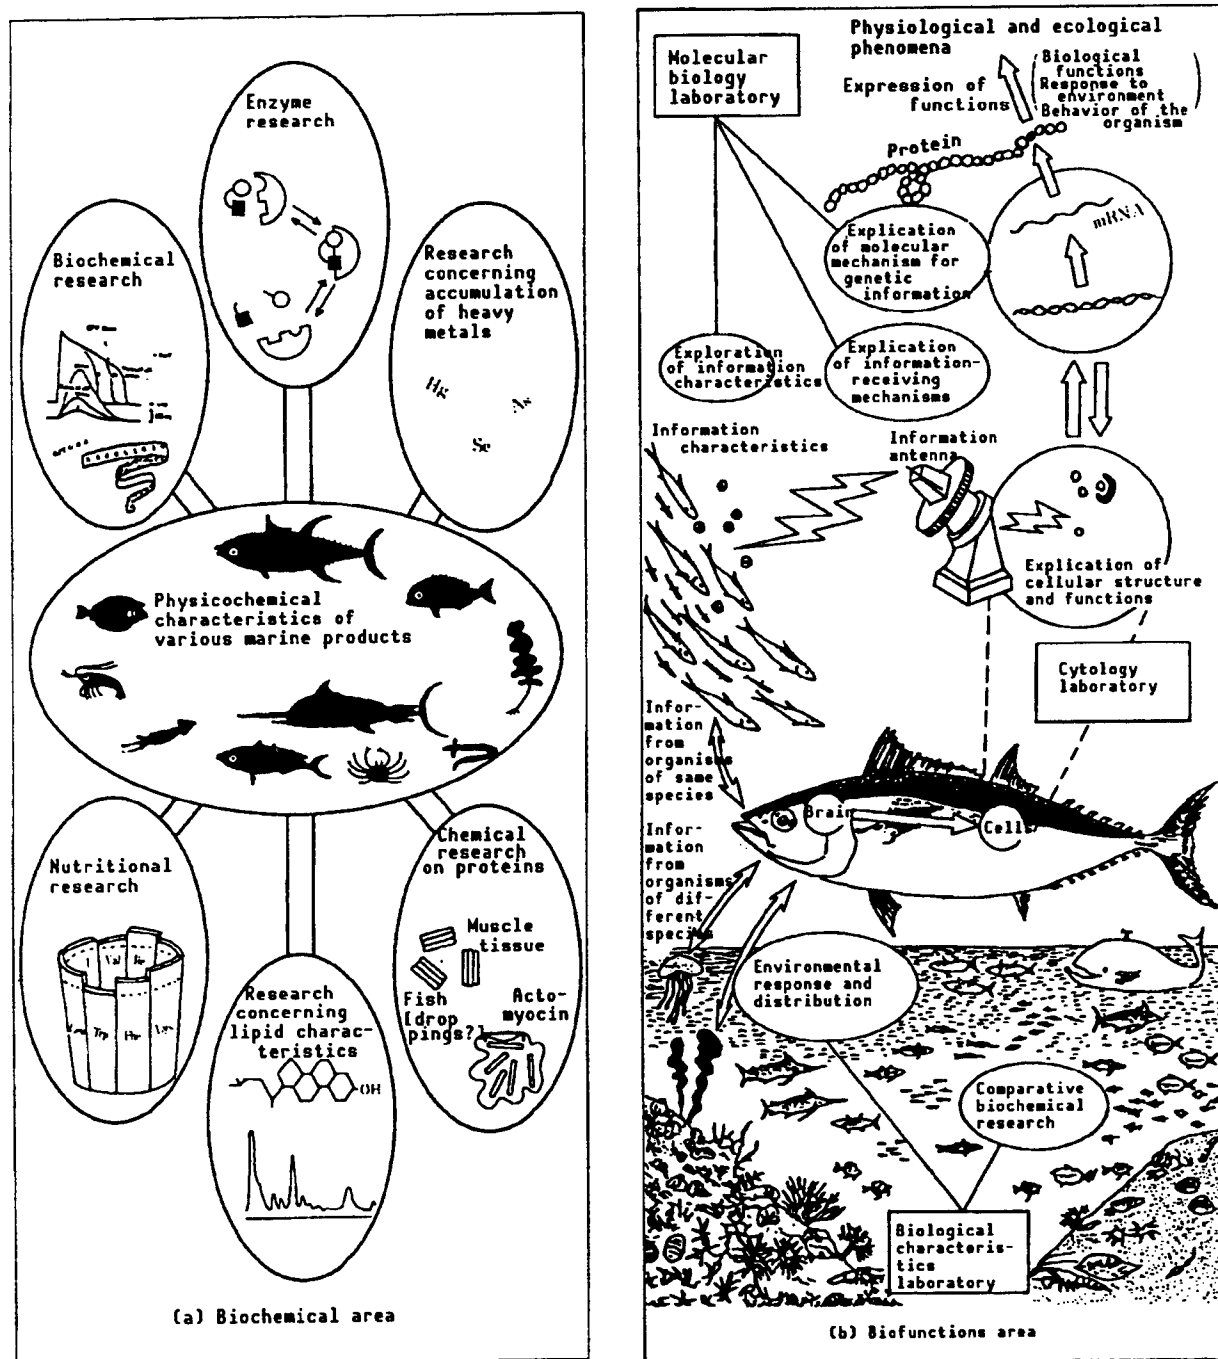 Enzyme
research
Biochemical
research
Research
concerning
accumulation
of heavy
metals
Hg
As
Se
Physicochemical
characteristics of
various marine products
Nutritional
research
Val
Trp
Chemical
research
on proteins
Muscle
tissue
Fish
[drop
pings?]
Acto-
myocin
Research
concerning
lipid charac-
teristics
OH
(a) Biochemical area
Physiological and ecological
phenomena
Molecular
biology
laboratory
Expression of
functions
Biological
functions
Response to
environment
Behavior of the
organism
Protein
mRNA
Explication
of molecular
mechanism for
genetic
information
Exploration
of information
characteristics
Explication
of information-
receiving
mechanisms
Information
characteristics
Information
antenna
Explication of
cellular structure
and functions
Cytology
laboratory
Infor-
mation
from
organisms
of same
species
Brain
Cells
Infor-
mation
from
organisms
of dif-
ferent
species
Environmental
response and
distribution
Comparative
biochemical
research
Biological
characteris-
tics
laboratory
(b) Biofunctions area